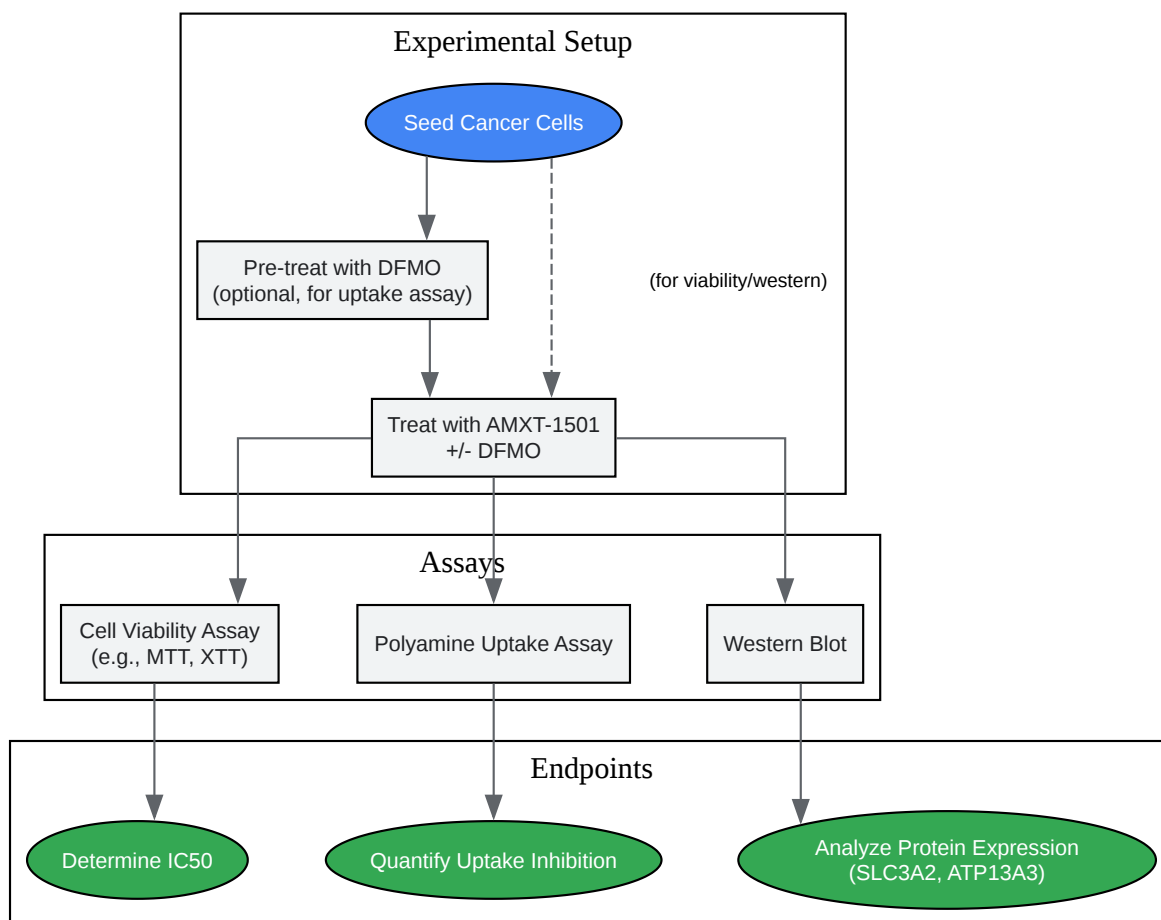 Experimental Setup
Seed Cancer Cells
Pre-treat with DFMO
(optional, for uptake assay)
(for viability/western)
Treat with AMXT-1501
+/- DFMO
Assays
Cell Viability Assay
(e.g., MTT, XTT)
Polyamine Uptake Assay
Western Blot
Endpoints
Determine IC50
Quantify Uptake Inhibition
Analyze Protein Expression
(SLC3A2, ATP13A3)